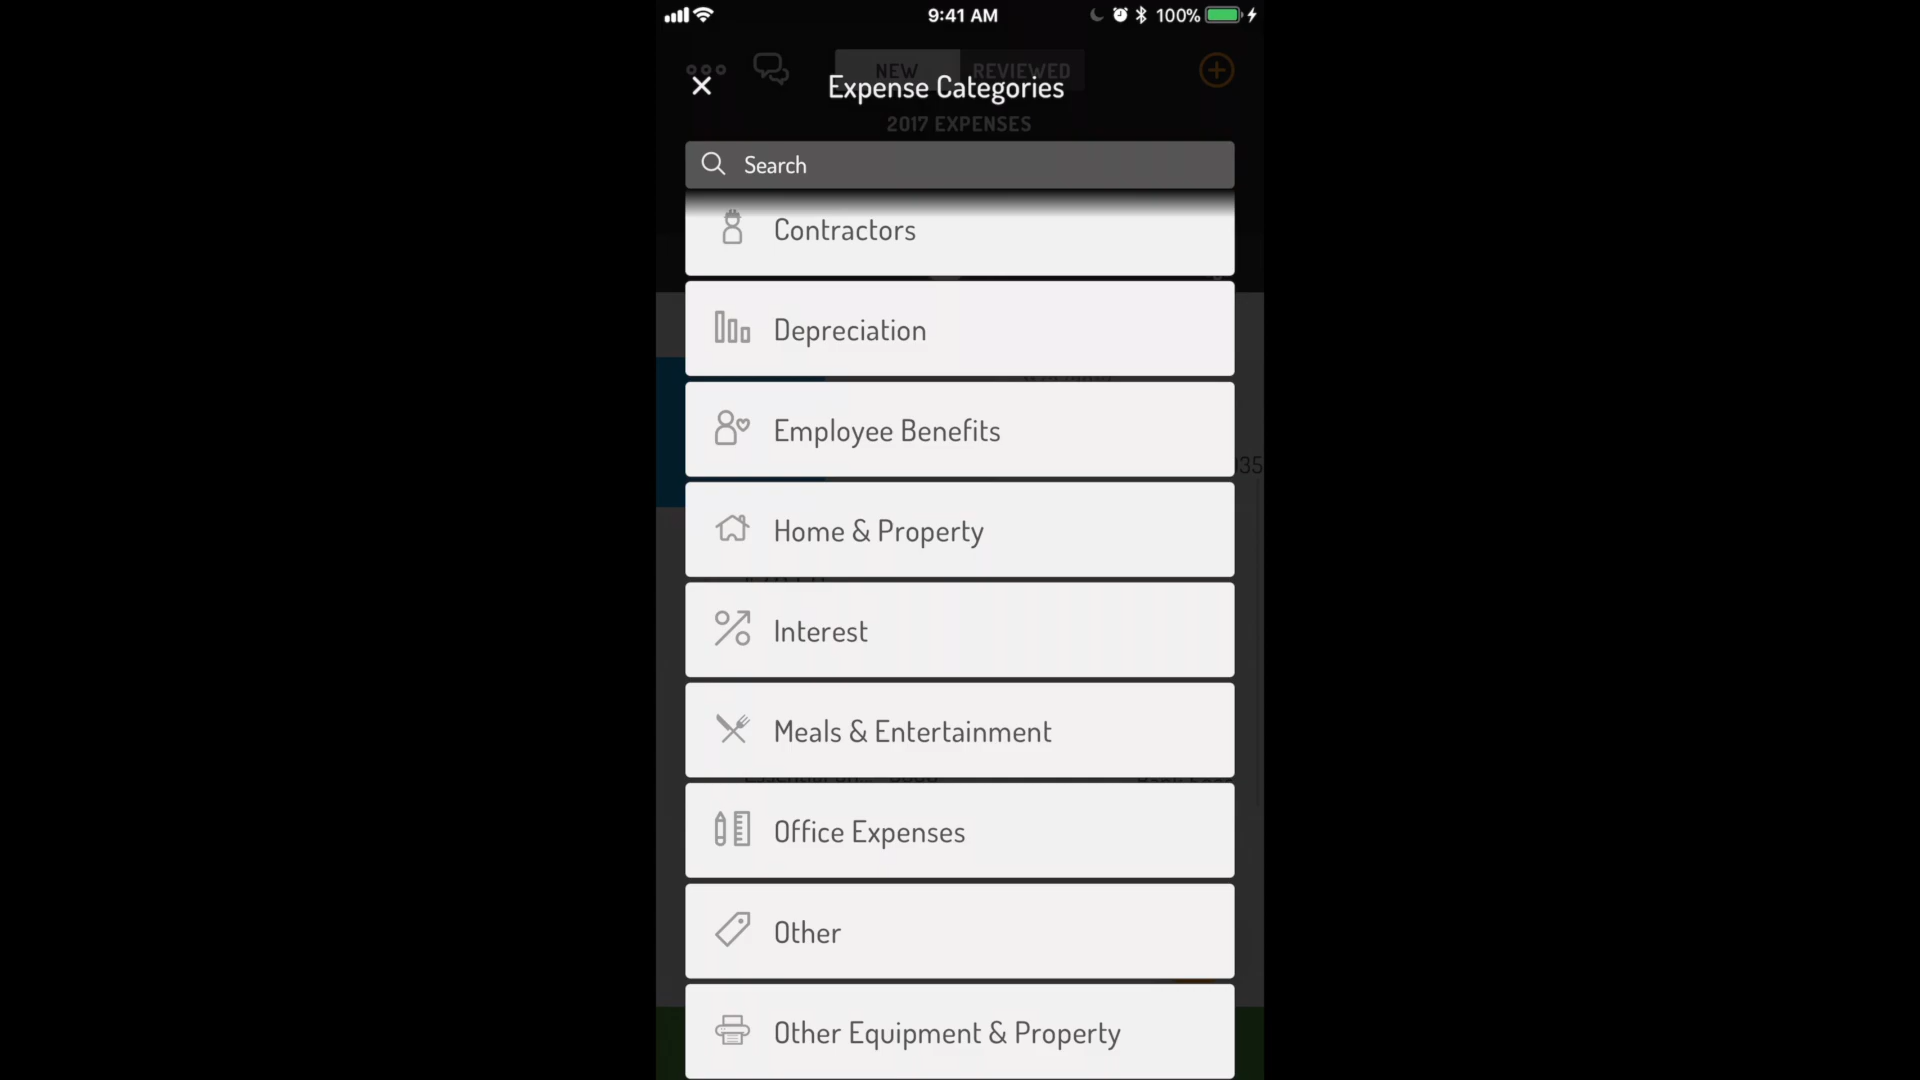 9:41 AM
100%
NEW
REVIEWED
Expense Categories
2017 EXPENSES
Search
Contractors
Depreciation
Employee Benefits
Home & Property
Interest
Meals & Entertainment
Office Expenses
Other
Other Equipment & Property